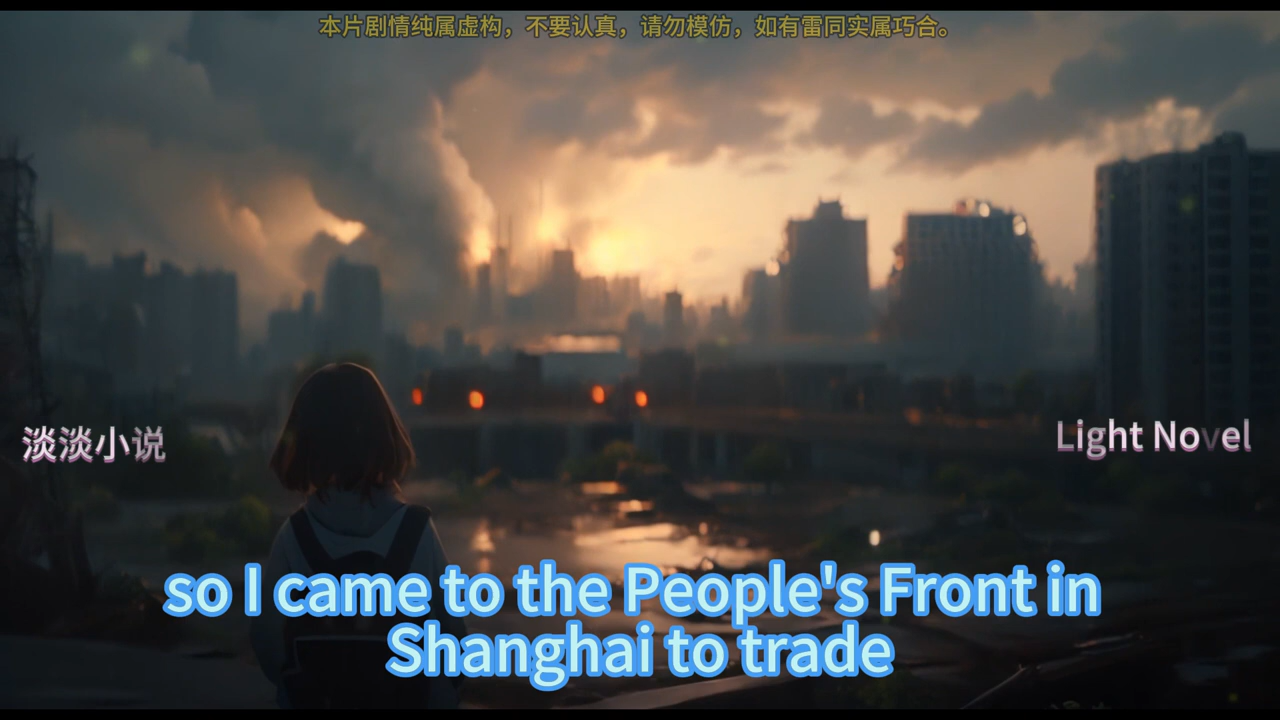 本片剧情纯属虚构，不要认真，请勿模仿，如有雷同实属巧合。
淡淡小说
Light Novel
so I came to the People's Front in
Shanghai to trade